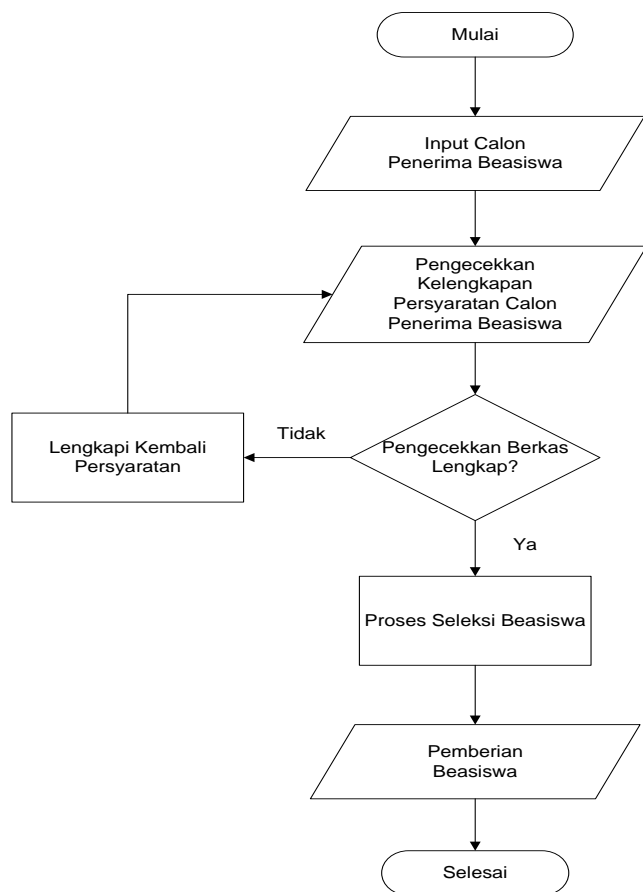 Mulai
Input Calon
Penerima Beasiswa
Pengecekkan
Kelengkapan
Persyaratan Calon
Penerima Beasiswa
Pengecekkan Berkas
Lengkap?
Tidak
Lengkapi Kembali
Persyaratan
Ya
Proses Seleksi Beasiswa
Pemberian
Beasiswa
Selesai